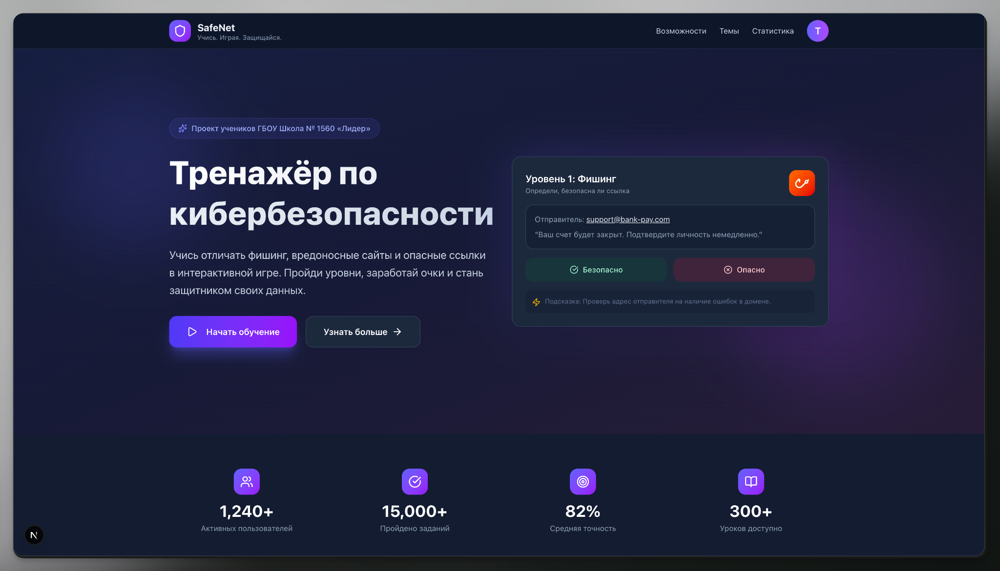 SafeNet
Учись. Играя. Защищайся.
Возможности
Темы
Статистика
T
Проект учеников ГБОУ Школа № 1560 «Лидер»
Тренажёр по
кибербезопасности
Учись отличать фишинг, вредоносные сайты и опасные ссылки
в интерактивной игре. Пройди уровни, заработай очки и стань
защитником своих данных.
Начать обучение
Узнать больше
Уровень 1: Фишинг
Определи, безопасна ли ссылка
Отправитель: support@bank-pay.com
"Ваш счет будет закрыт. Подтвердите личность немедленно."
Безопасно
Опасно
Подсказка: Проверь адрес отправителя на наличие ошибок в домене.
1,240+
Активных пользователей
15,000+
Пройдено заданий
82%
Средняя точность
300+
Уроков доступно
N